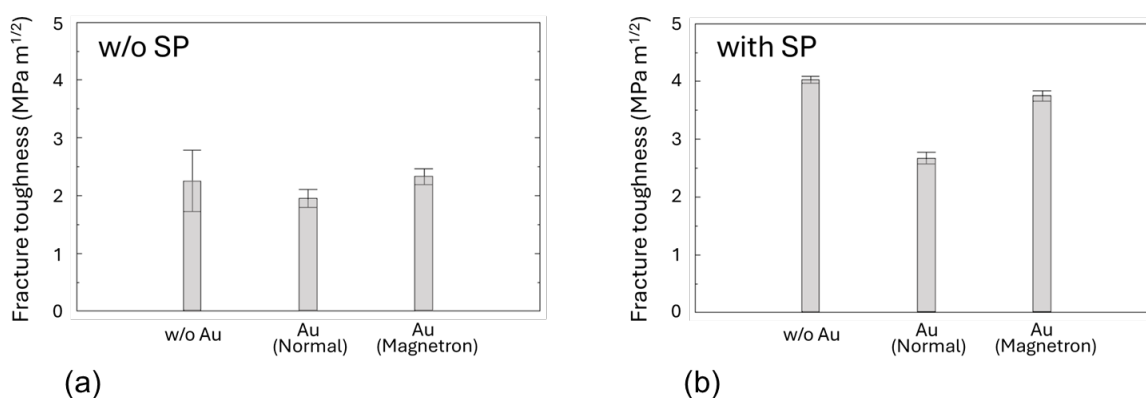 Fracture toughness (MPa m1/2)
5
4
3
2
1
0
w/o SP
w/o Au
Au
(Normal)
Au
(Magnetron)
(a)
Fracture toughness (MPa m1/2)
5
4
3
2
1
0
with SP
w/o Au
Au
(Normal)
Au
(Magnetron)
(b)